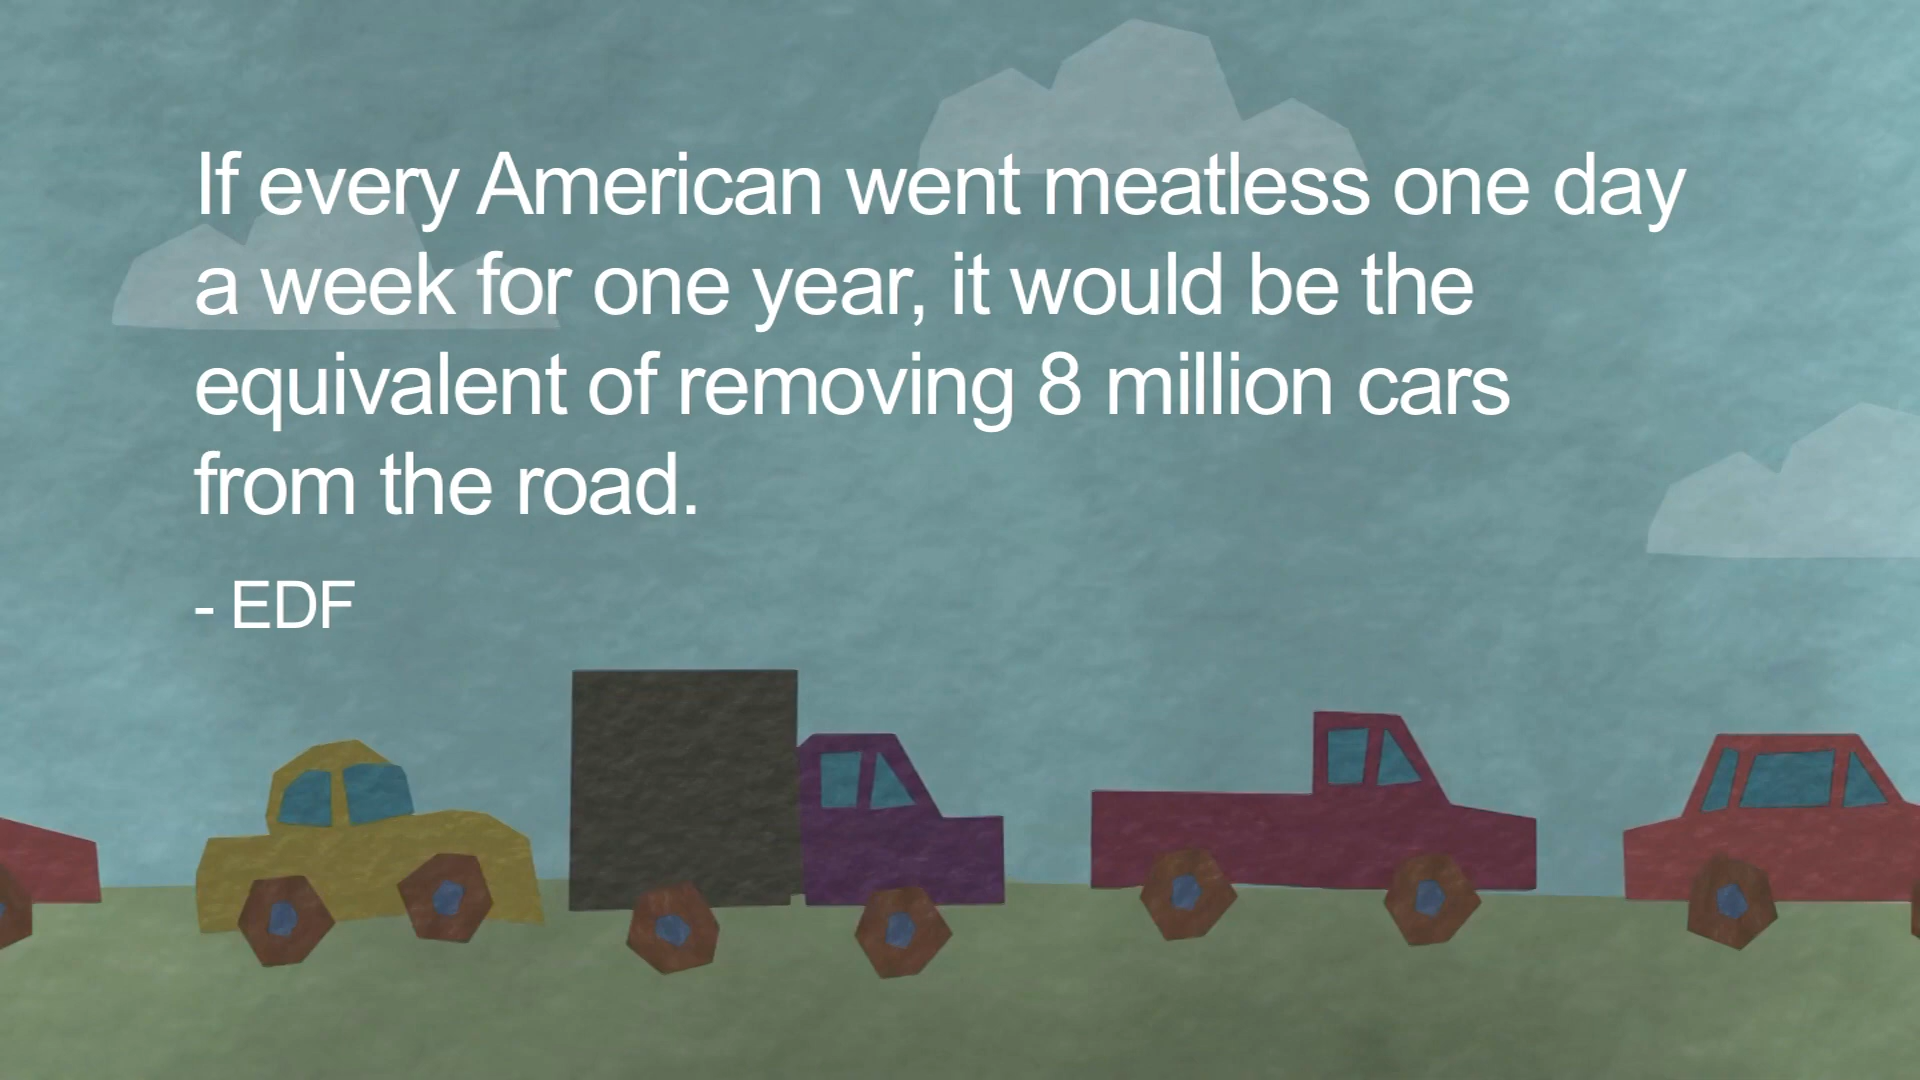 If every American went meatless one day
a week for one year, it would be the
equivalent of removing 8 million cars
from the road.
- EDF